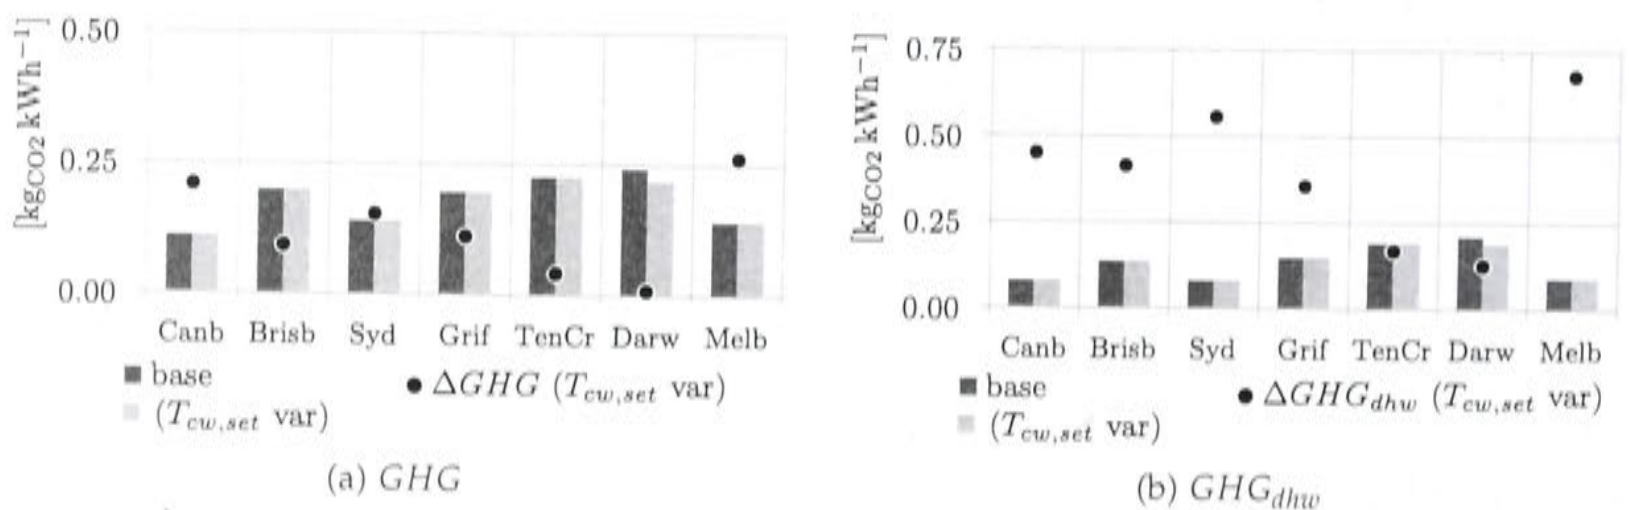 [kgCO2 kWh−1]
0.50
0.25
0.00
Canb Brisb Syd Grif TenCr Darw Melb
base
(Tcw,set var)
ΔGHG (Tcw,set var)
(a) GHG
[kgCO2 kWh−1]
0.75
0.50
0.25
0.00
Canb Brisb Syd Grif TenCr Darw Melb
base
(Tcw,set var)
ΔGHGdhw (Tcw,set var)
(b) GHGdhw